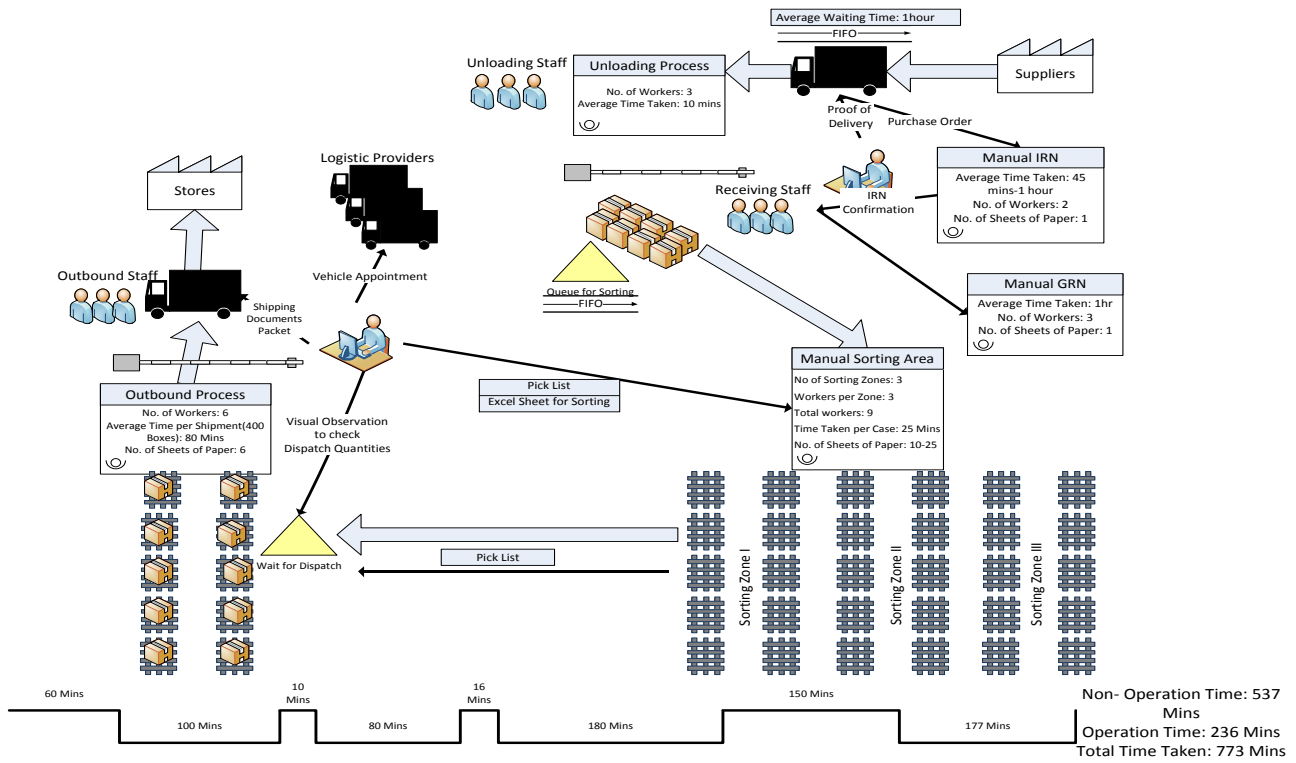 Average Waiting Time: 1hour
FIFO
Unloading Staff
Unloading Process
No. of Workers: 3
Average Time Taken: 10 mins
Suppliers
Proof of
Delivery
Purchase Order
Logistic Providers
Stores
Manual IRN
Average Time Taken: 45
mins-1 hour
No. of Workers: 2
No. of Sheets of Paper: 1
Receiving Staff
IRN
Confirmation
Outbound Staff
Vehicle Appointment
Shipping
Documents
Packet
Queue for Sorting
FIFO
Manual GRN
Average Time Taken: 1hr
No. of Workers: 3
No. of Sheets of Paper: 1
Manual Sorting Area
No of Sorting Zones: 3
Workers per Zone: 3
Total workers: 9
Time Taken per Case: 25 Mins
No. of Sheets of Paper: 10-25
Pick List
Excel Sheet for Sorting
Outbound Process
No. of Workers: 6
Average Time per Shipment(400
Boxes): 80 Mins
No. of Sheets of Paper: 6
Visual Observation
to check
Dispatch Quantities
Wait for Dispatch
Pick List
Sorting Zone I
Sorting Zone II
Sorting Zone III
60 Mins
100 Mins
10
Mins
80 Mins
16
Mins
180 Mins
150 Mins
177 Mins
Non- Operation Time: 537
Mins
Operation Time: 236 Mins
Total Time Taken: 773 Mins